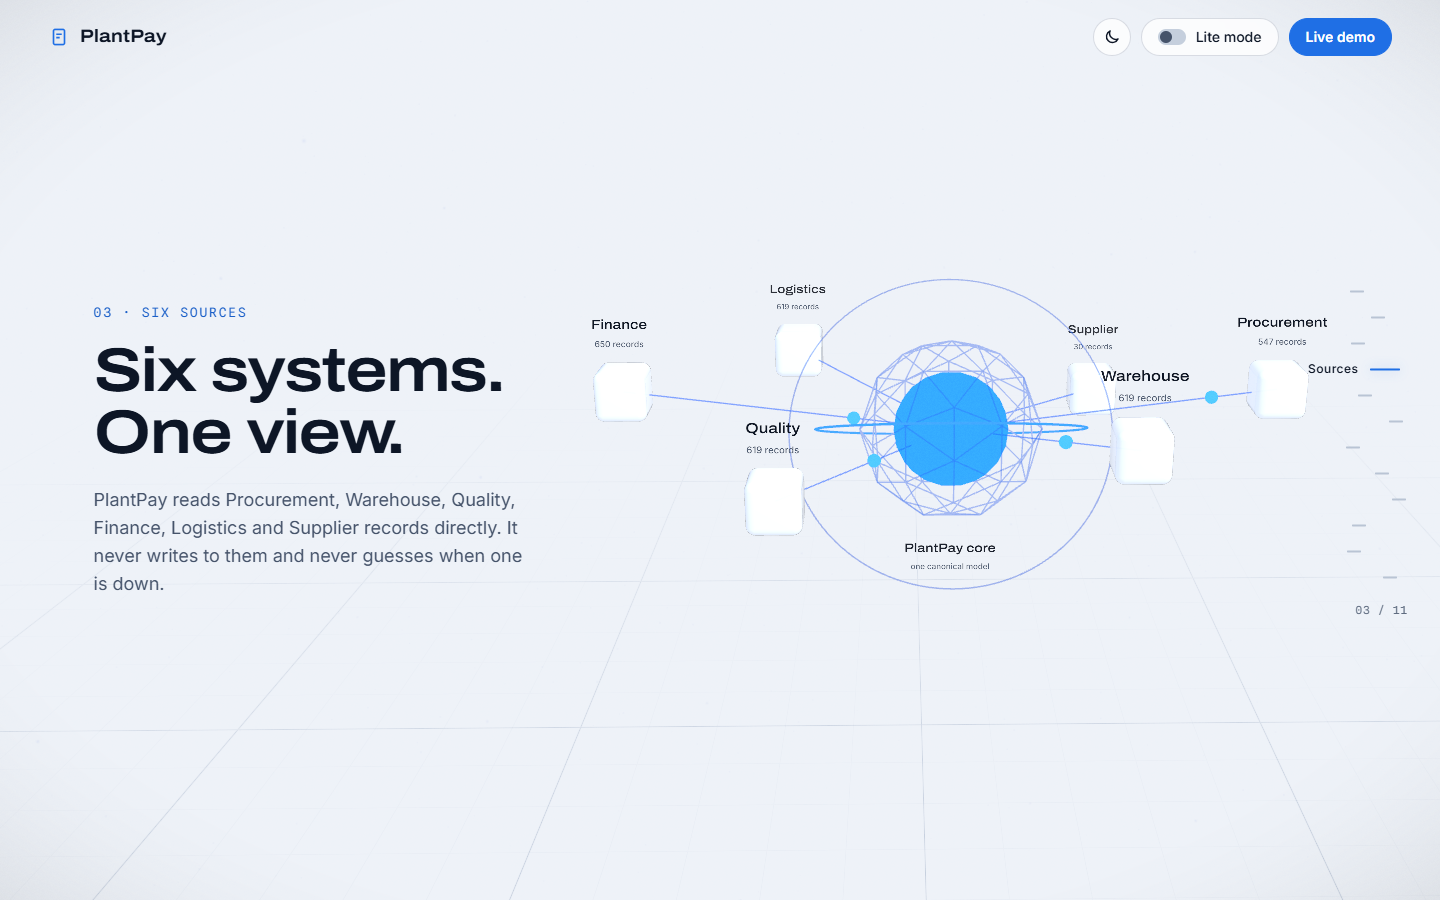 PlantPay
Lite mode
Live demo
03 · SIX SOURCES
Six systems.
One view.
PlantPay reads Procurement, Warehouse, Quality,
Finance, Logistics and Supplier records directly. It
never writes to them and never guesses when one
is down.
Logistics
619 records
Finance
650 records
Supplier
30 records
Procurement
547 records
Warehouse
619 records
Quality
619 records
PlantPay core
one canonical model
Sources
03 / 11